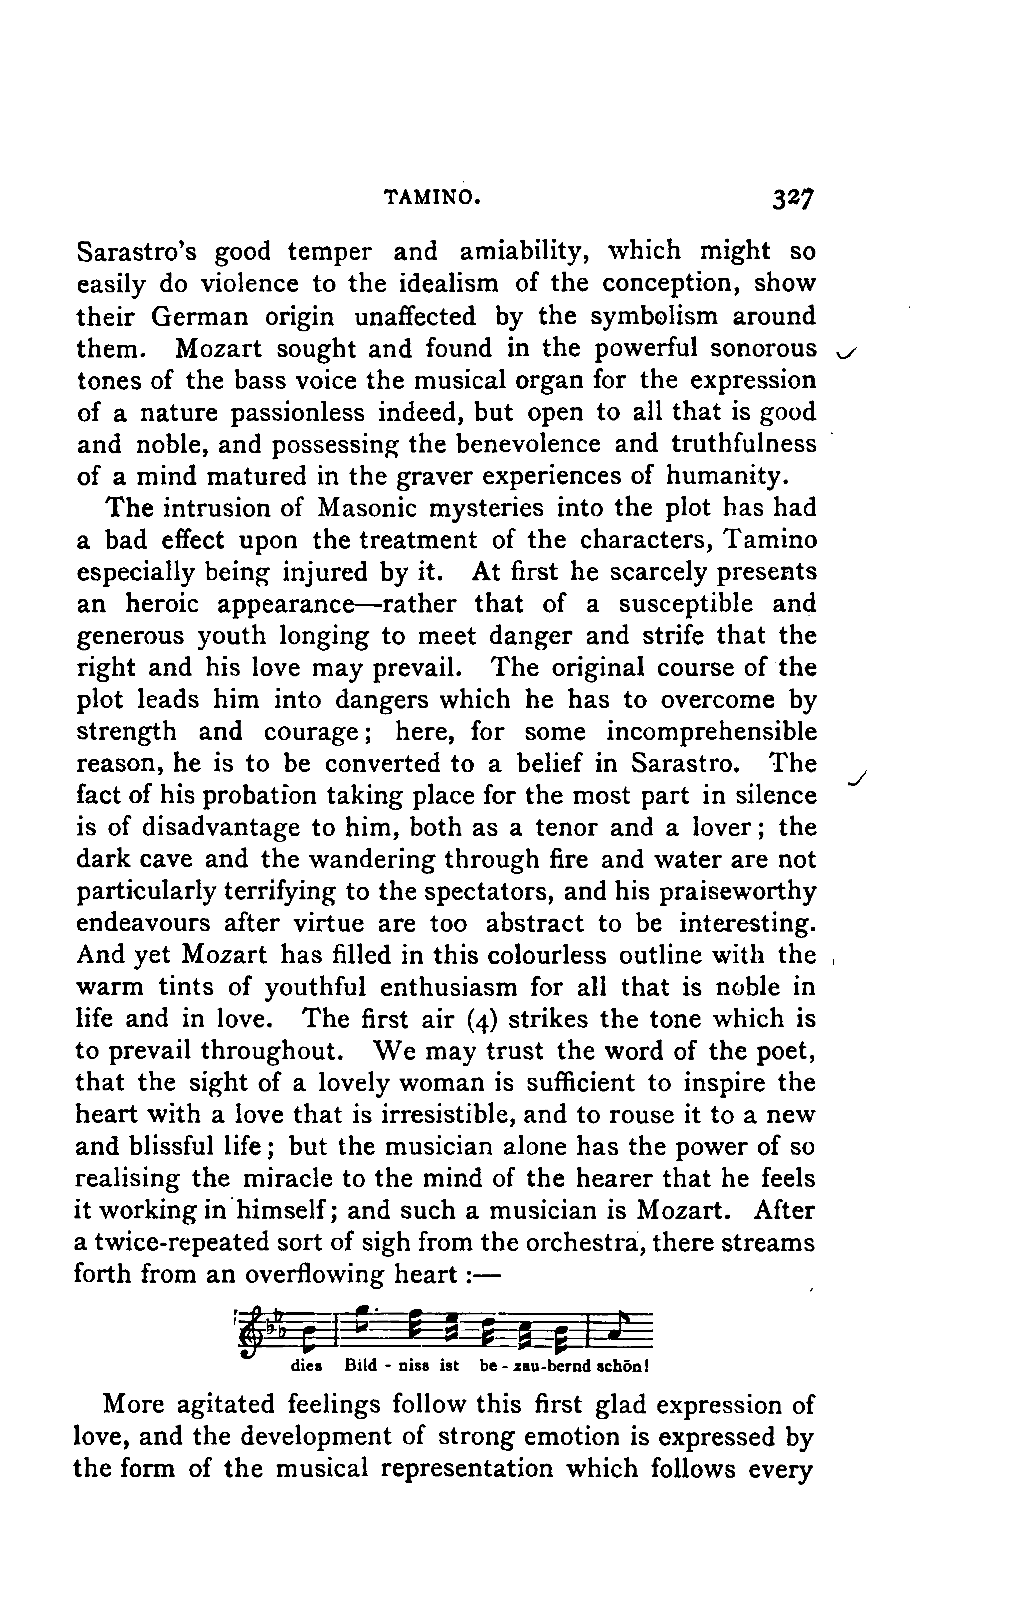 TAMINO. 327
Sarastro's good temper and amiability, which might so
easily do violence to the idealism of the conception, show
their German origin unaffected by the symbolism around
them. Mozart sought and found in the powerful sonorous
tones of the bass voice the musical organ for the expression
of a nature passionless indeed, but open to all that is good
and noble, and possessing the benevolence and truthfulness
of a mind matured in the graver experiences of humanity.
The intrusion of Masonic mysteries into the plot has had
a bad effect upon the treatment of the characters, Tamino
especially being injured by it. At first he scarcely presents
an heroic appearance—rather that of a susceptible and
generous youth longing to meet danger and strife that the
right and his love may prevail. The original course of the
plot leads him into dangers which he has to overcome by
strength and courage; here, for some incomprehensible
reason, he is to be converted to a belief in Sarastro. The
fact of his probation taking place for the most part in silence
is of disadvantage to him, both as a tenor and a lover; the
dark cave and the wandering through fire and water are not
particularly terrifying to the spectators, and his praiseworthy
endeavours after virtue are too abstract to be interesting.
And yet Mozart has filled in this colourless outline with the
warm tints of youthful enthusiasm for all that is noble in
life and in love. The first air (4) strikes the tone which is
to prevail throughout. We may trust the word of the poet,
that the sight of a lovely woman is sufficient to inspire the
heart with a love that is irresistible, and to rouse it to a new
and blissful life; but the musician alone has the power of so
realising the miracle to the mind of the hearer that he feels
it working in himself; and such a musician is Mozart. After
a twice-repeated sort of sigh from the orchestra, there streams
forth from an overflowing heart :—
dies Bild - niss ist be - zau-bernd schön!
More agitated feelings follow this first glad expression of
love, and the development of strong emotion is expressed by
the form of the musical representation which follows every